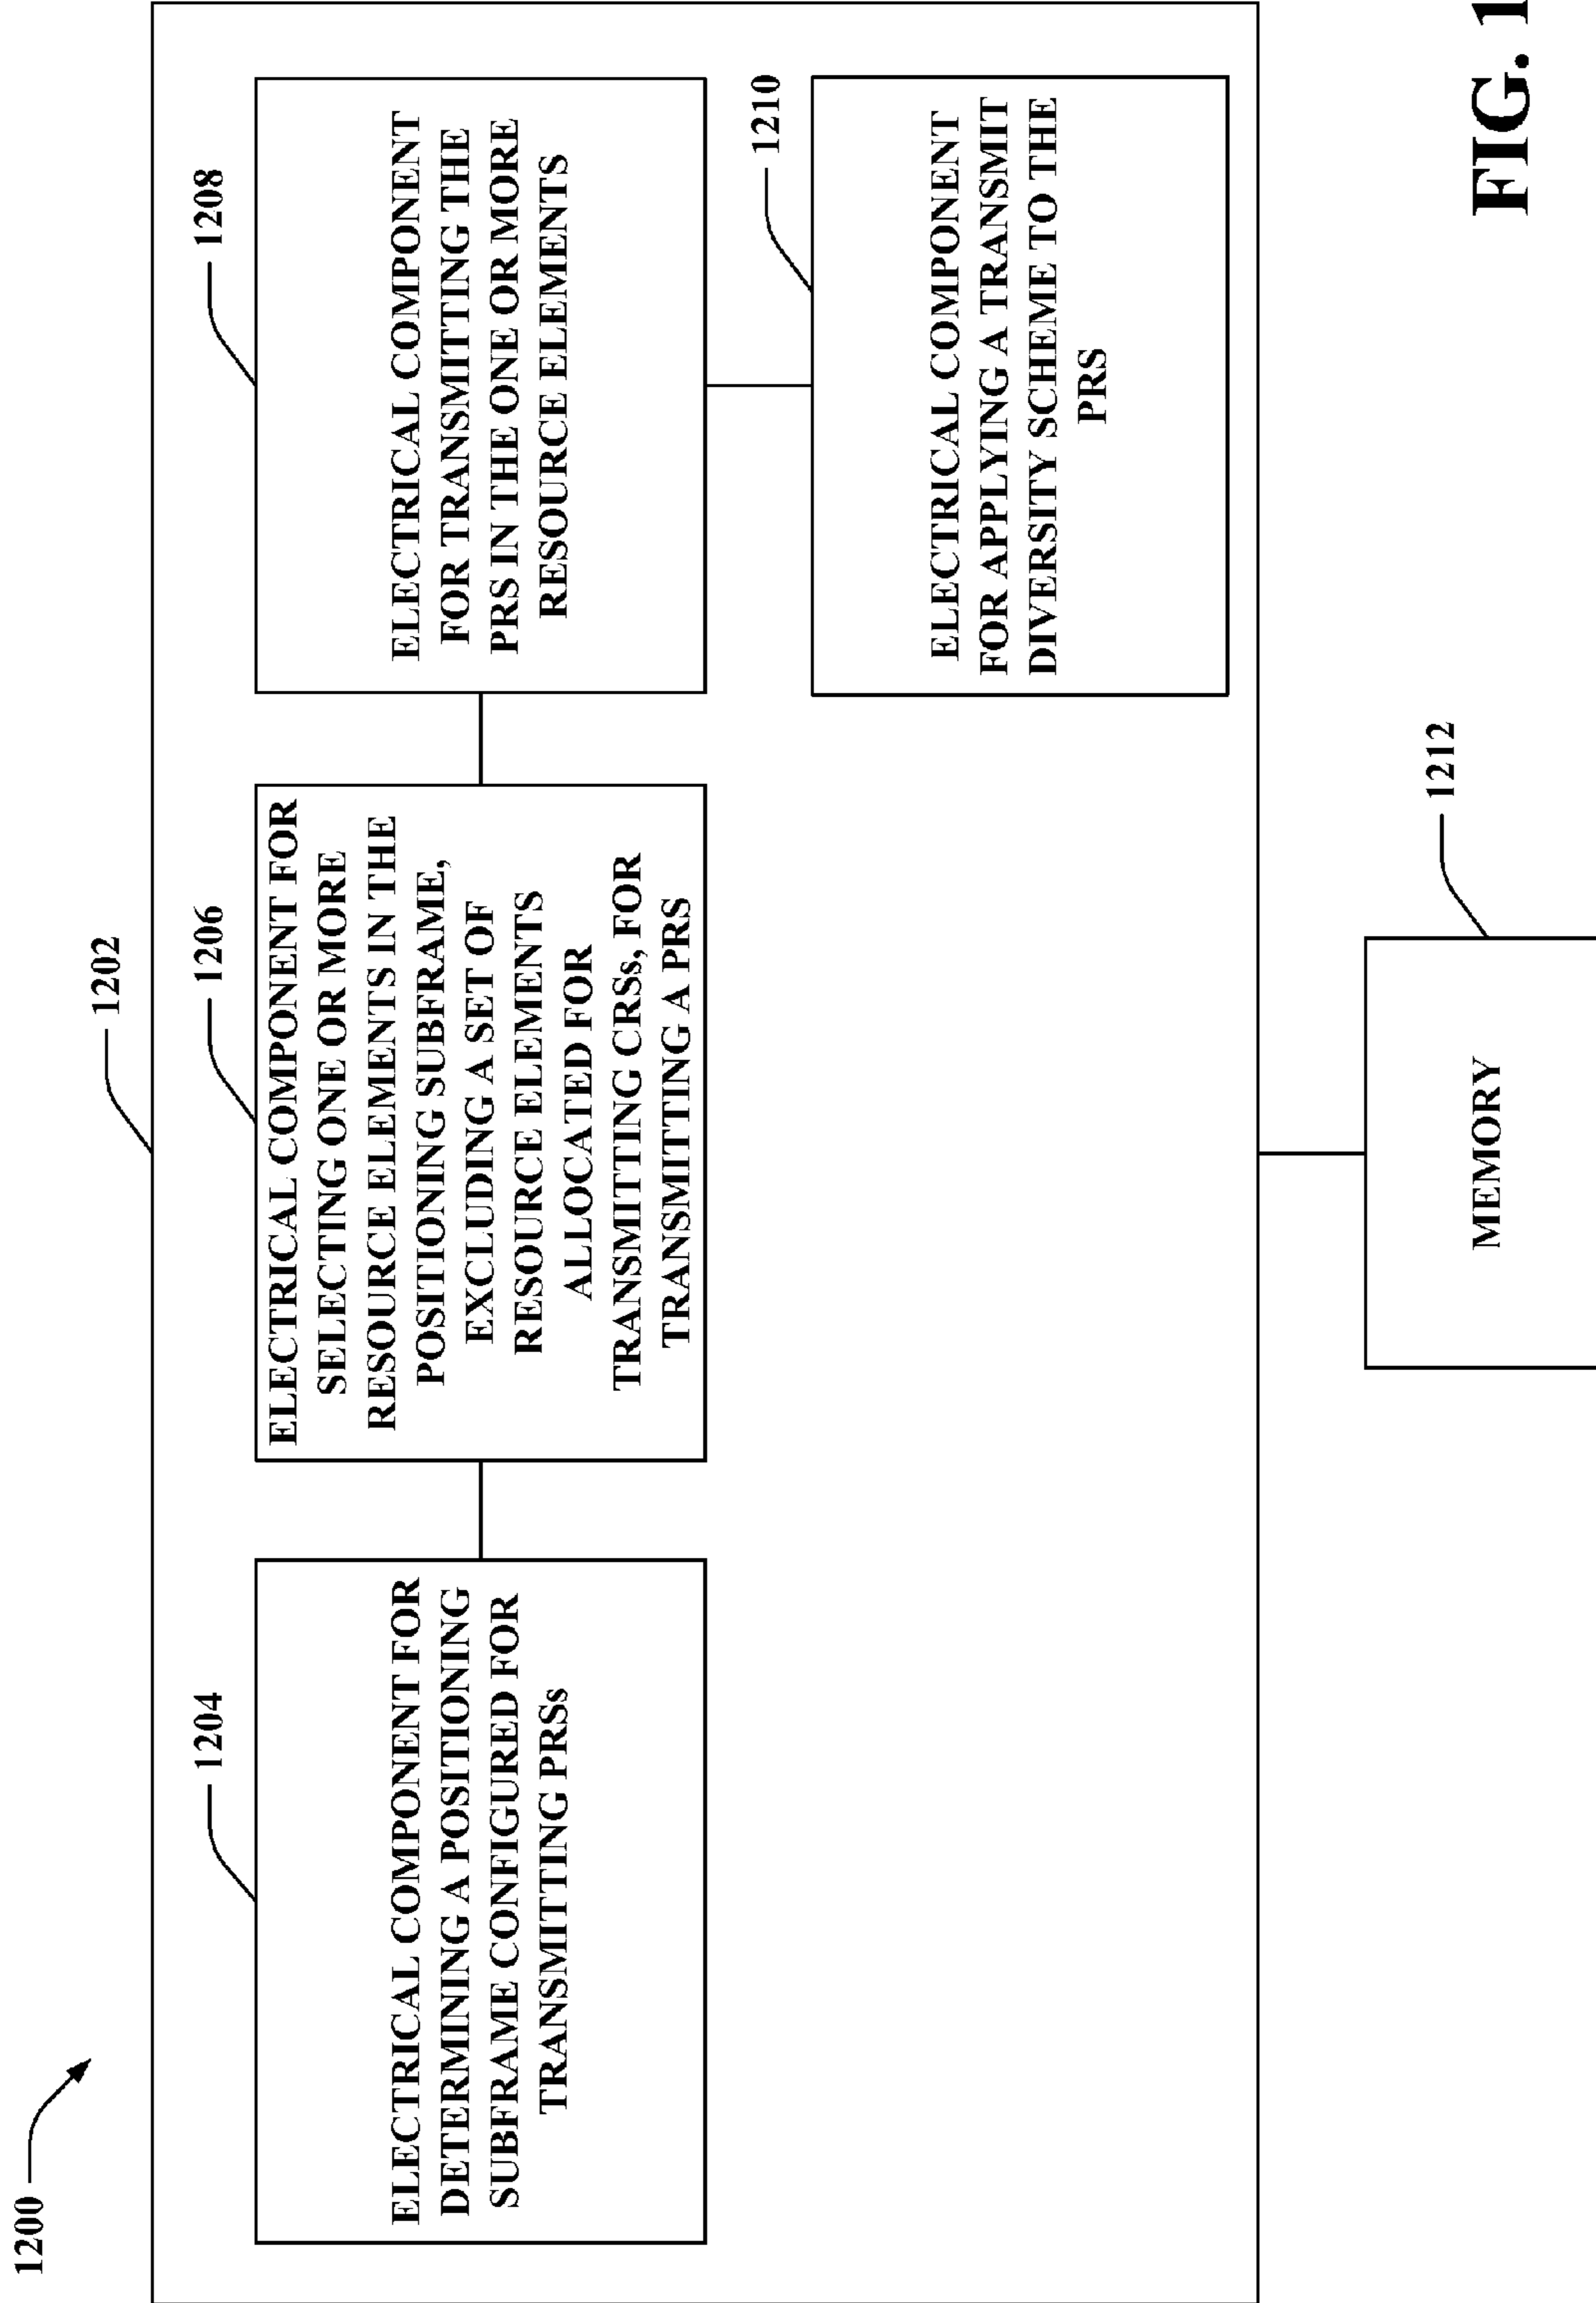 1200
1202
1204
ELECTRICAL COMPONENT FOR
DETERMINING A POSITIONING
SUBFRAME CONFIGURED FOR
TRANSMITTING PRSs
1206
ELECTRICAL COMPONENT FOR
SELECTING ONE OR MORE
RESOURCE ELEMENTS IN THE
POSITIONING SUBFRAME,
EXCLUDING A SET OF
RESOURCE ELEMENTS
ALLOCATED FOR
TRANSMITTING CRSs, FOR
TRANSMITTING A PRS
1208
ELECTRICAL COMPONENT
FOR TRANSMITTING THE
PRS IN THE ONE OR MORE
RESOURCE ELEMENTS
1210
ELECTRICAL COMPONENT
FOR APPLYING A TRANSMIT
DIVERSITY SCHEME TO THE
PRS
1212
MEMORY
FIG. 1